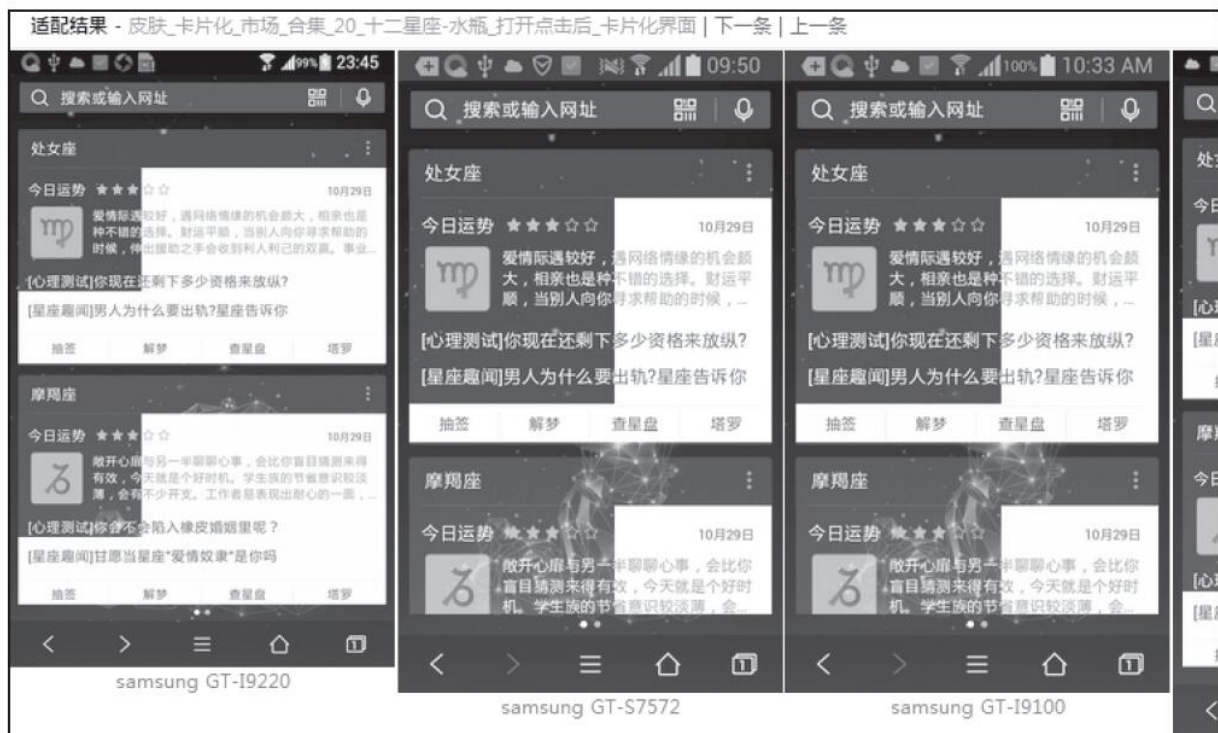 适配结果 - 皮肤_卡片化_市场_合集_20_十二星座-水瓶_打开点击后_卡片化界面 | 下一条 | 上一条
99% 23:45
搜索或输入网址
处女座
今日运势 10月29日
爱情际遇较好，遇网络情缘的机会颇大，相亲也是
种不错的选择。财运平顺，当别人向你寻求帮助的
时候，伸出援助之手会收到利人利己的双赢。事业...
[心理测试]你现在还剩下多少资格来放纵?
[星座趣闻]男人为什么要出轨?星座告诉你
抽签 解梦 查星盘 塔罗
摩羯座
今日运势 10月29日
敞开心扉与另一半聊聊心事，会比你盲目猜测来得
有效，今天就是个好时机。学生族的节省意识较淡
薄，会有不少开支。工作者易表现出耐心的一面，...
[心理测试]你会不会陷入橡皮婚姻里呢？
[星座趣闻]甘愿当星座"爱情奴隶"是你吗
抽签 解梦 查星盘 塔罗
1
samsung GT-I9220
09:50
搜索或输入网址
处女座
今日运势 10月29日
爱情际遇较好，遇网络情缘的机会颇
大，相亲也是种不错的选择。财运平
顺，当别人向你寻求帮助的时候，...
[心理测试]你现在还剩下多少资格来放纵?
[星座趣闻]男人为什么要出轨?星座告诉你
抽签 解梦 查星盘 塔罗
摩羯座
今日运势 10月29日
敞开心扉与另一半聊聊心事，会比你
盲目猜测来得有效，今天就是个好时
机。学生族的节省意识较淡薄，会...
1
samsung GT-S7572
100% 10:33 AM
搜索或输入网址
处女座
今日运势 10月29日
爱情际遇较好，遇网络情缘的机会颇
大，相亲也是种不错的选择。财运平
顺，当别人向你寻求帮助的时候，...
[心理测试]你现在还剩下多少资格来放纵?
[星座趣闻]男人为什么要出轨?星座告诉你
抽签 解梦 查星盘 塔罗
摩羯座
今日运势 10月29日
敞开心扉与另一半聊聊心事，会比你
盲目猜测来得有效，今天就是个好时
机。学生族的节省意识较淡薄，会...
1
samsung GT-I9100